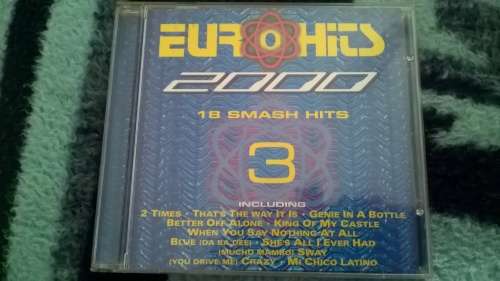 EUROHITS
2000
18 SMASH HITS
3
INCLUDING
2 TIMES • THAT'S THE WAY IT IS • GENIE IN A BOTTLE
BETTER OFF ALONE • KING OF MY CASTLE
WHEN YOU SAY NOTHING AT ALL
BLUE (DA BA DEE) • SHE'S ALL I EVER HAD
(MUCHO MAMBO) SWAY
(YOU DRIVE ME) CRAZY • MI CHICO LATINO